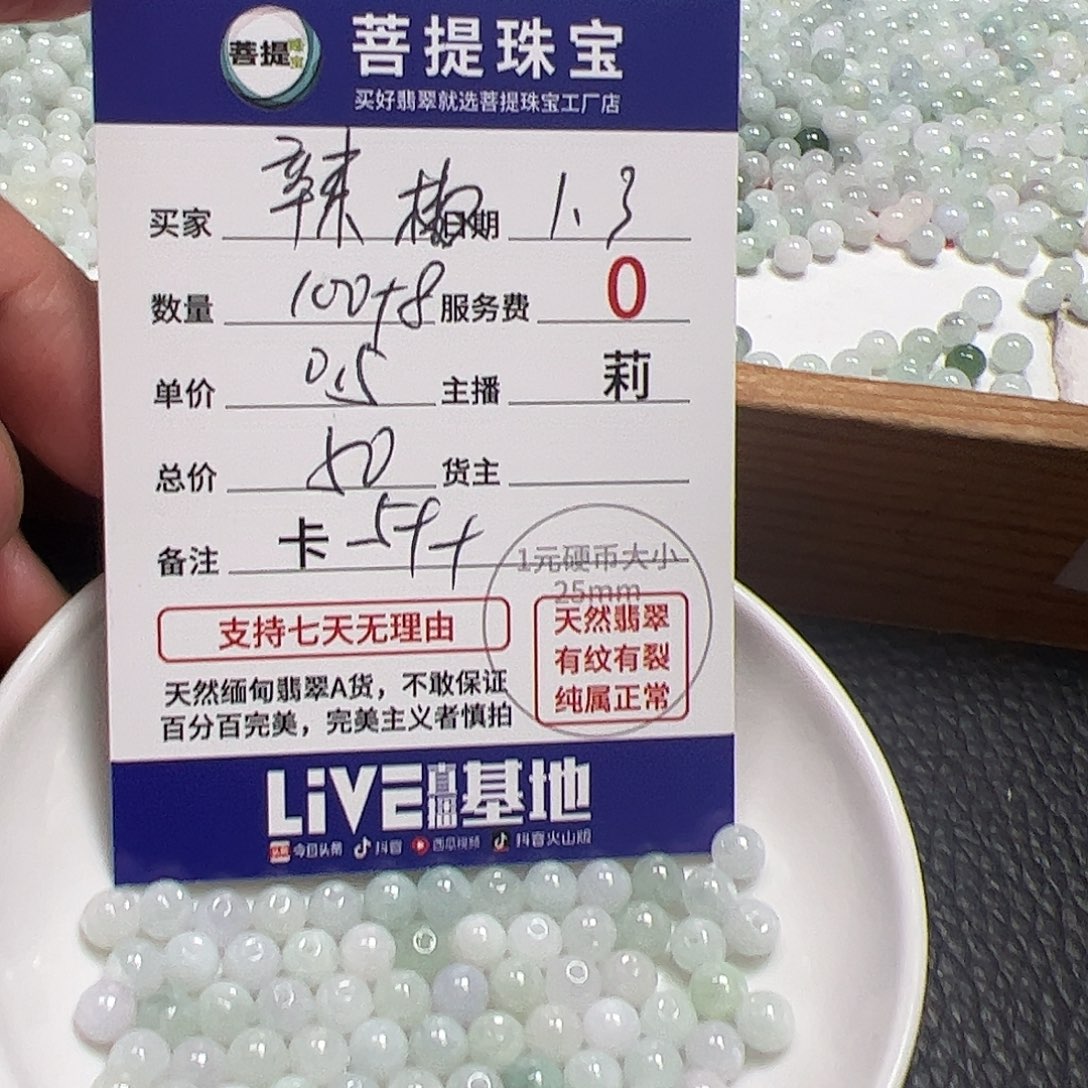 菩提珠宝
菩提珠宝
买好翡翠就选菩提珠宝工厂店
买家 辣椒 日期 1.3
数量 100+8 服务费 0
单价 0.5 主播 莉
总价 50 货主
备注 卡 5++
1元硬币大小
25mm
支持七天无理由
天然翡翠
有纹有裂
纯属正常
天然缅甸翡翠A货，不敢保证
百分百完美，完美主义者慎拍
LiVE直播基地
头条 今日头条 抖音 西瓜视频 抖音火山版